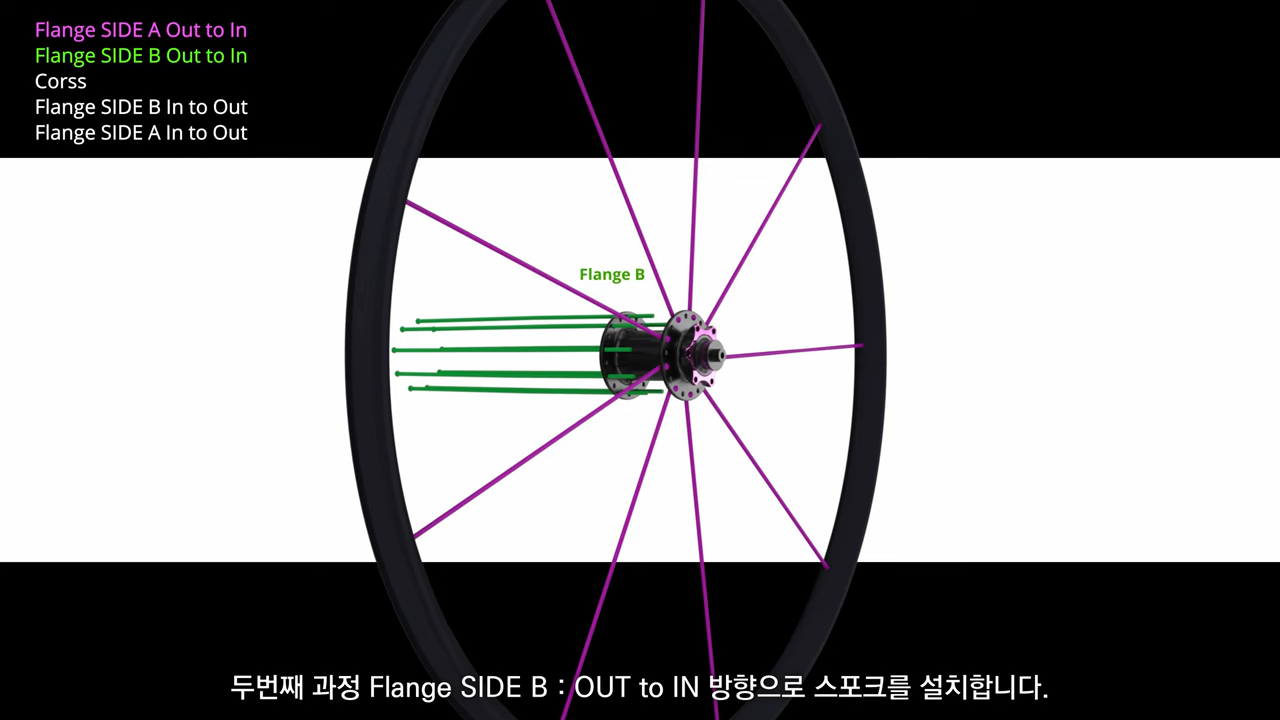 Flange SIDE A Out to In
Flange SIDE B Out to In
Corss
Flange SIDE B In to Out
Flange SIDE A In to Out
Flange B
두번째 과정 Flange SIDE B : OUT to IN 방향으로 스포크를 설치합니다.